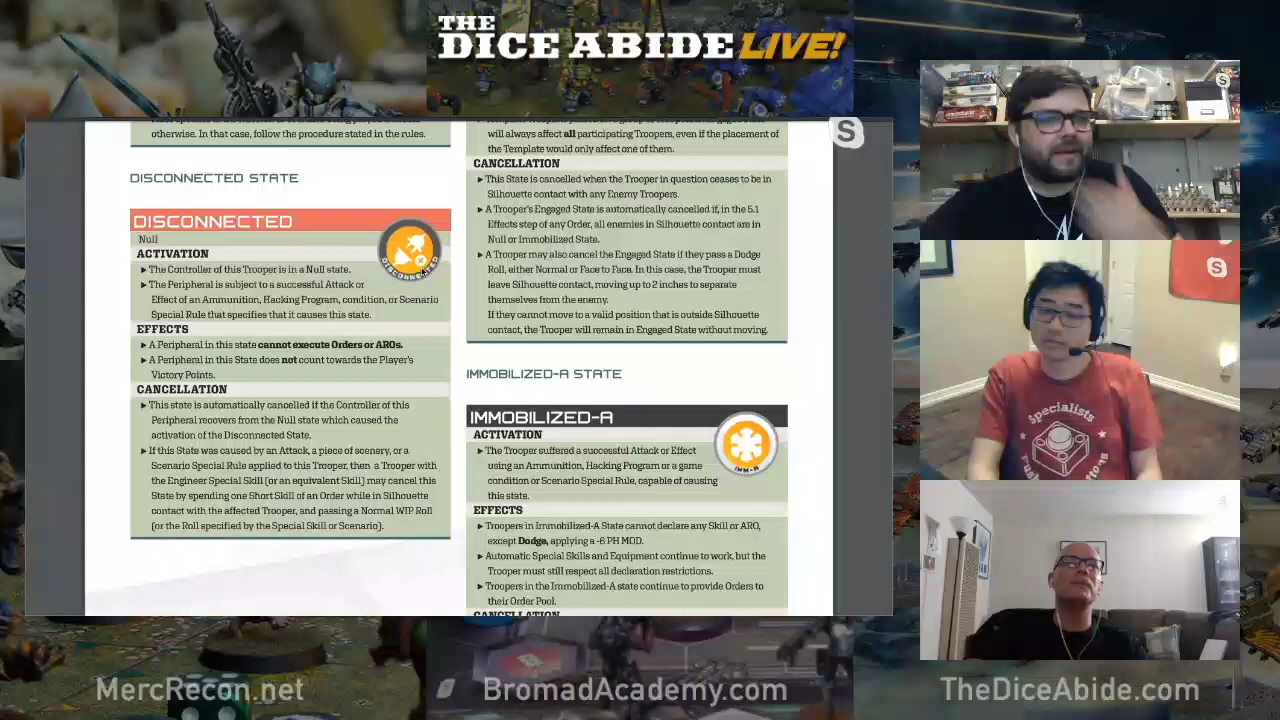 THE
DICE ABIDE LIVE!
otherwise. In that case, follow the procedure stated in the rules.
DISCONNECTED STATE
DISCONNECTED
Null
ACTIVATION
▸ The Controller of this Trooper is in a Null state.
▸ The Peripheral is subject to a successful Attack or
Effect of an Ammunition, Hacking Program, condition, or Scenario
Special Rule that specifies that it causes this state.
EFFECTS
▸ A Peripheral in this state cannot execute Orders or AROs.
▸ A Peripheral in this State does not count towards the Player's
Victory Points.
CANCELLATION
▸ This state is automatically cancelled if the Controller of this
Peripheral recovers from the Null state which caused the
activation of the Disconnected State.
▸ If this State was caused by an Attack, a piece of scenery, or a
Scenario Special Rule applied to this Trooper, then a Trooper with
the Engineer Special Skill (or an equivalent Skill) may cancel this
State by spending one Short Skill of an Order while in Silhouette
contact with the affected Trooper, and passing a Normal WIP Roll
(or the Roll specified by the Special Skill or Scenario).
DISCONNECTED
will always affect all participating Troopers, even if the placement of
the Template would only affect one of them.
CANCELLATION
▸ This State is cancelled when the Trooper in question ceases to be in
Silhouette contact with any Enemy Troopers.
▸ A Trooper's Engaged State is automatically cancelled if, in the 5.1
Effects step of any Order, all enemies in Silhouette contact are in
Null or Immobilized State.
▸ A Trooper may also cancel the Engaged State if they pass a Dodge
Roll, either Normal or Face to Face. In this case, the Trooper must
leave Silhouette contact, moving up to 2 inches to separate
themselves from the enemy.
If they cannot move to a valid position that is outside Silhouette
contact, the Trooper will remain in Engaged State without moving.
IMMOBILIZED-A STATE
IMMOBILIZED-A
ACTIVATION
▸ The Trooper suffered a successful Attack or Effect
using an Ammunition, Hacking Program or a game
condition or Scenario Special Rule, capable of causing
this state.
IMM-A
EFFECTS
▸ Troopers in Immobilized-A State cannot declare any Skill or ARO,
except Dodge, applying a -6 PH MOD.
▸ Automatic Special Skills and Equipment continue to work, but the
Trooper must still respect all declaration restrictions.
▸ Troopers in the Immobilized-A state continue to provide Orders to
their Order Pool.
CANCELLATION
S
S
S
Specialists
MercRecon.net
BromadAcademy.com
TheDiceAbide.com